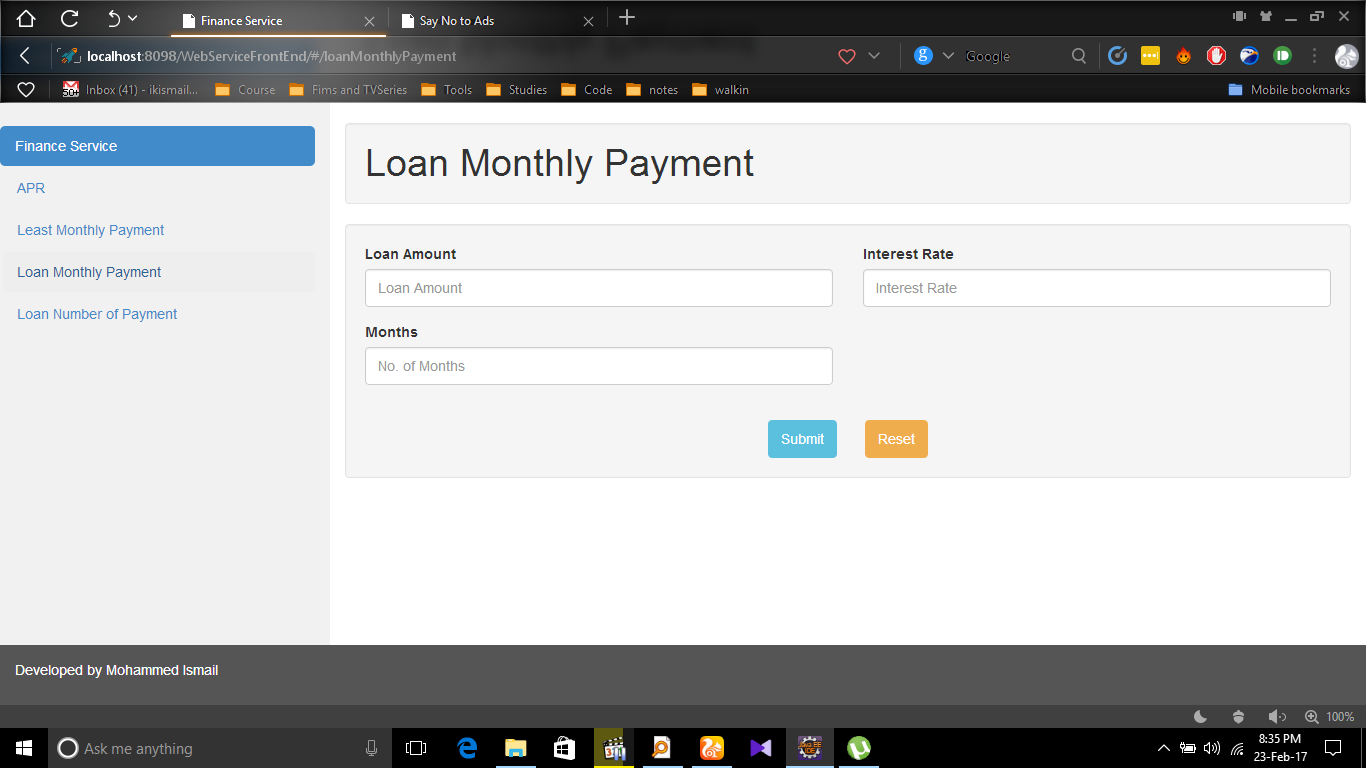 Finance Service
Say No to Ads
localhost:8098/WebServiceFrontEnd/#/loanMonthlyPayment
g
Google
50+
Inbox (41) - ikismail...
Course
Fims and TVSeries
Tools
Studies
Code
notes
walkin
Mobile bookmarks
Finance Service
APR
Least Monthly Payment
Loan Monthly Payment
Loan Number of Payment
Loan Monthly Payment
Loan Amount
Interest Rate
Loan Amount
Interest Rate
Months
No. of Months
Submit
Reset
Developed by Mohammed Ismail
100%
Ask me anything
8:35 PM
23-Feb-17